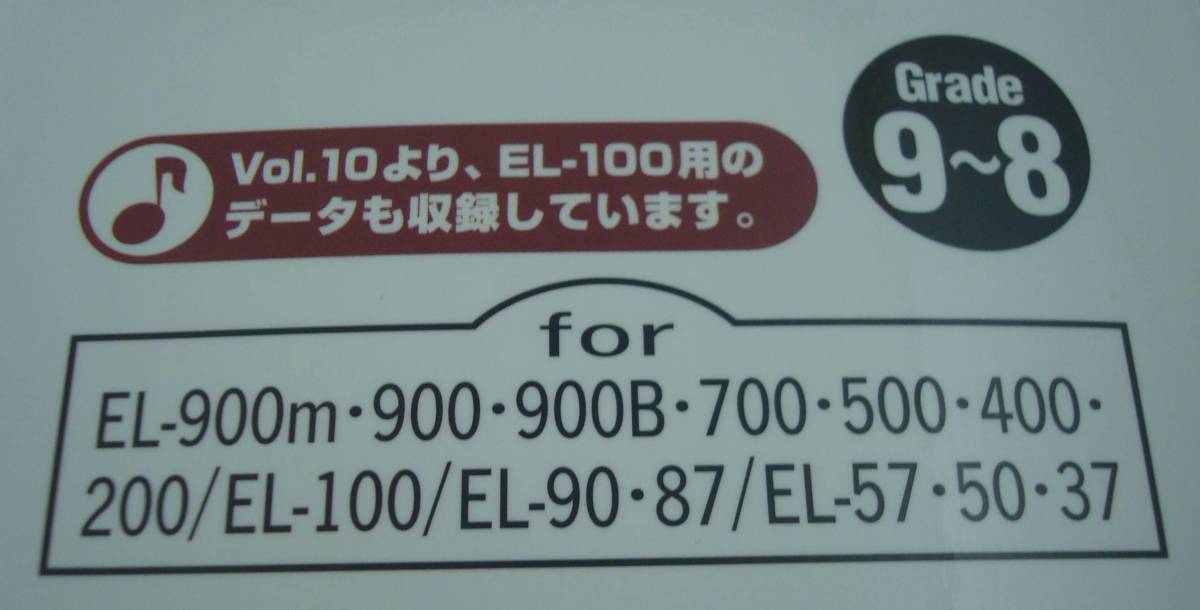 Grade
9~8
Vol.10より、EL-100用の
データも収録しています。
for
EL-900m・900・900B・700・500・400・
200/EL-100/EL-90・87/EL-57・50・37